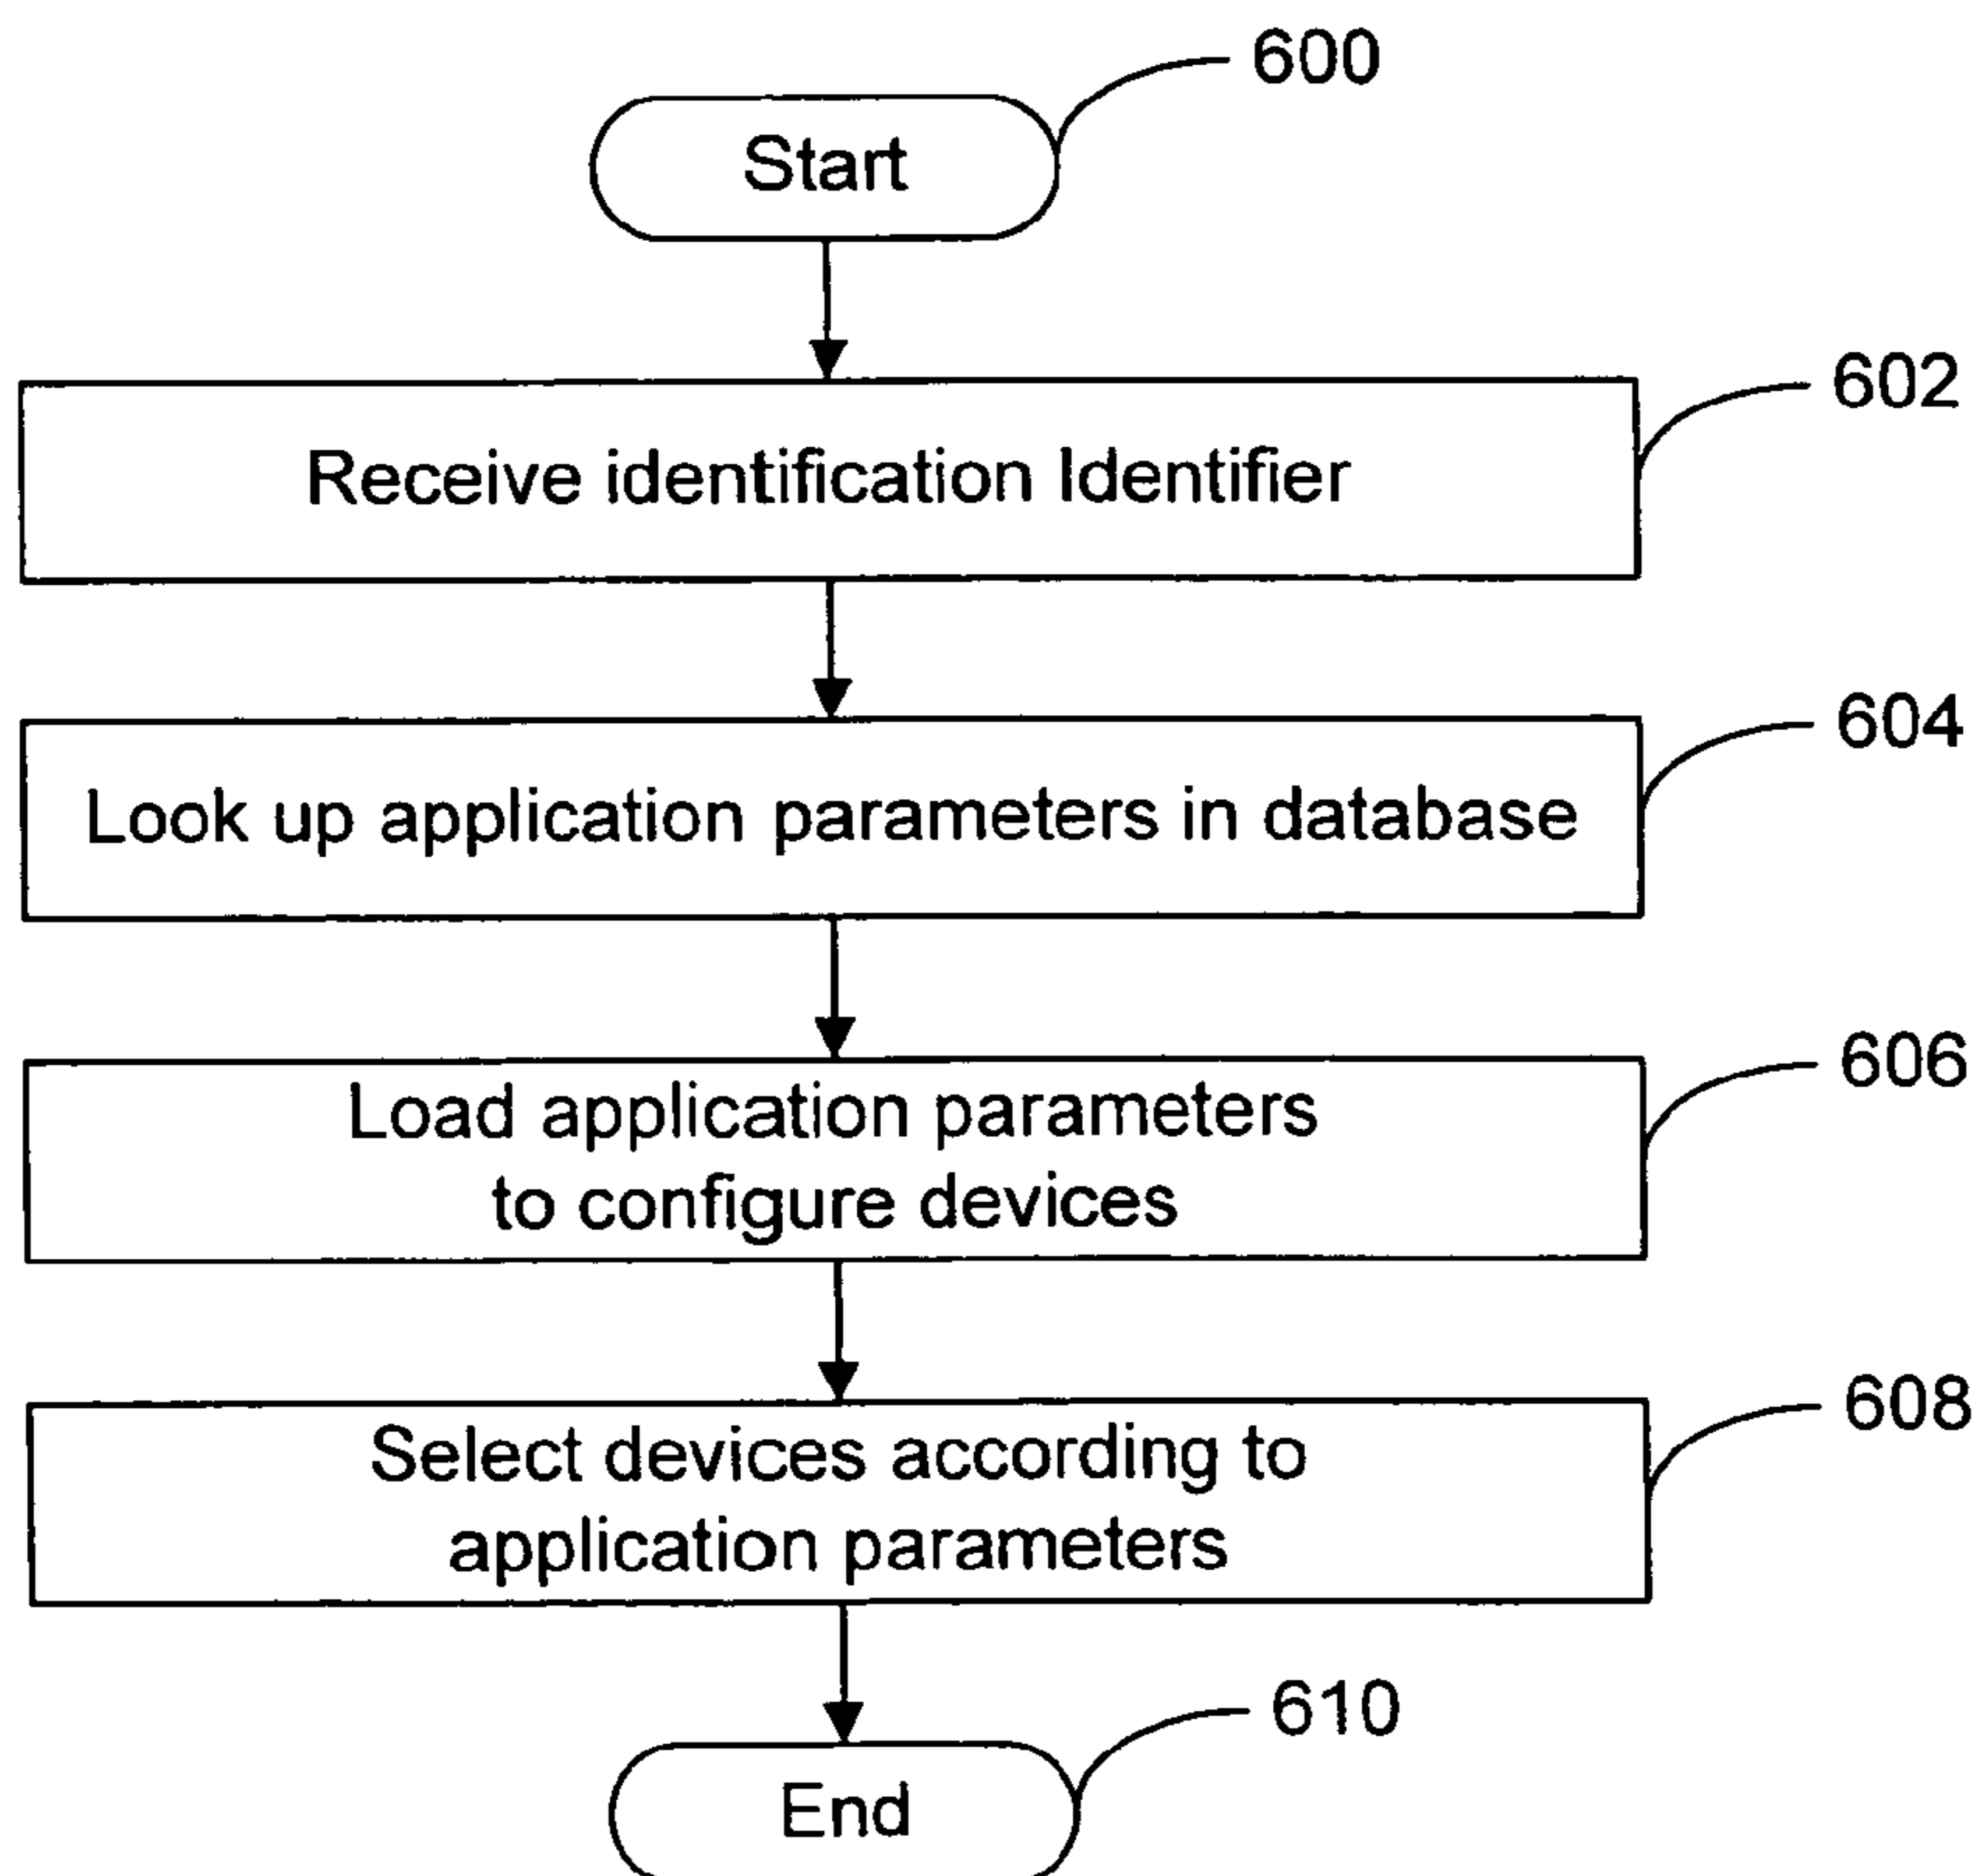 600
Start
602
Receive identification Identifier
604
Look up application parameters in database
606
Load application parameters
to configure devices
608
Select devices according to
application parameters
610
End